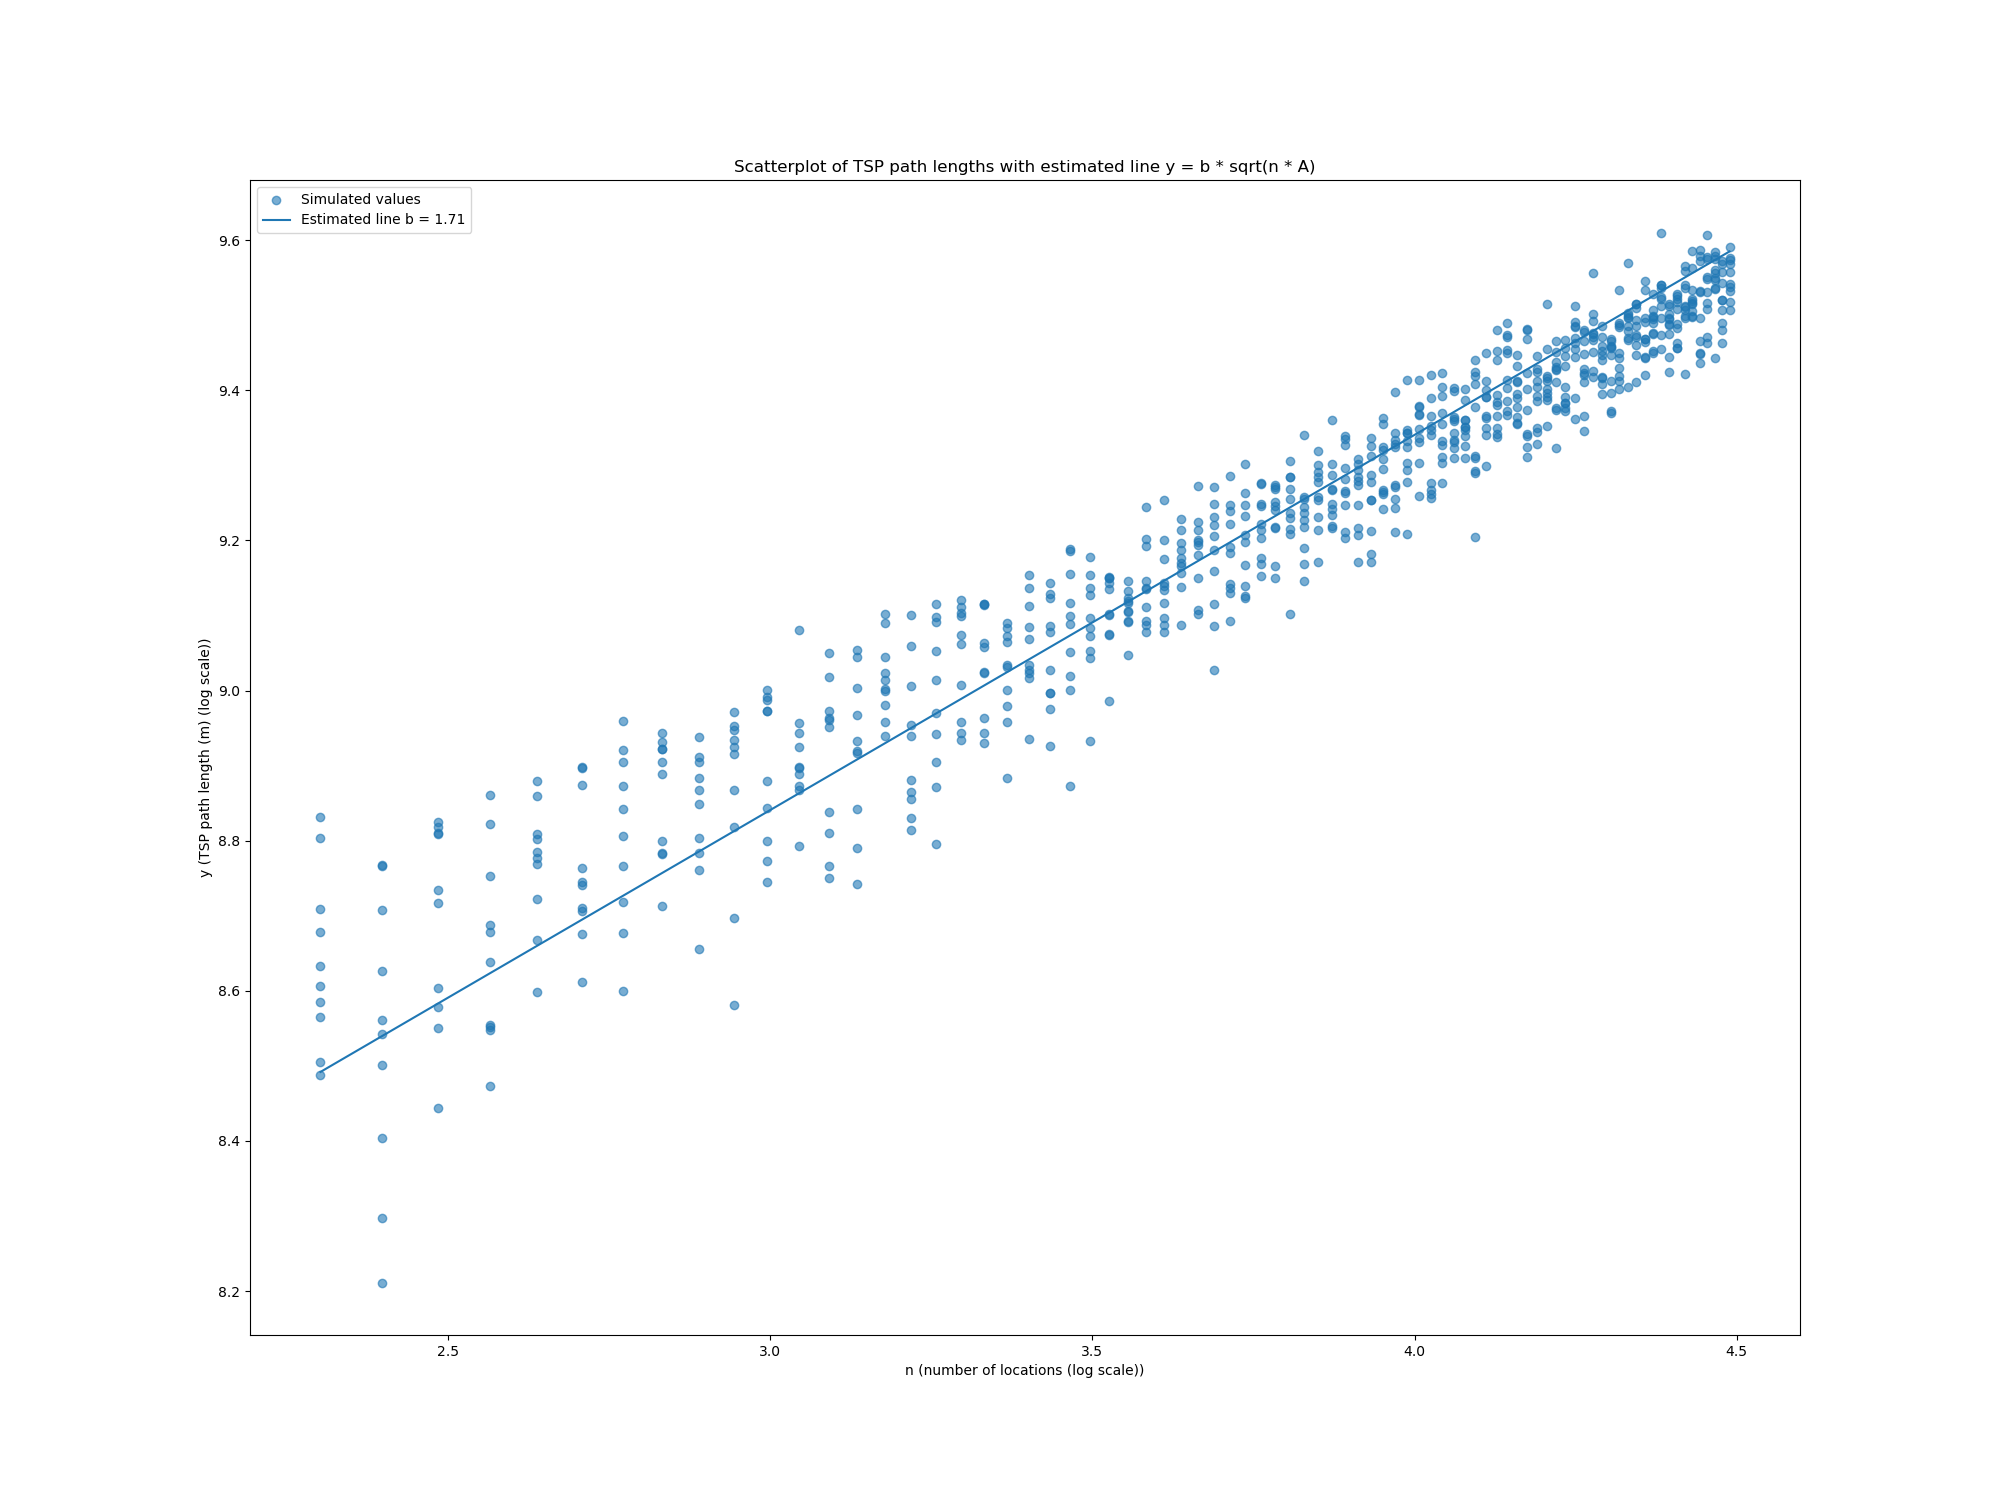 Scatterplot of TSP path lengths with estimated line y = b * sqrt(n * A)
Simulated values
Estimated line b = 1.71
9.6
9.4
9.2
9.0
8.8
8.6
8.4
8.2
y (TSP path length (m) (log scale))
2.5
3.0
3.5
4.0
4.5
n (number of locations (log scale))